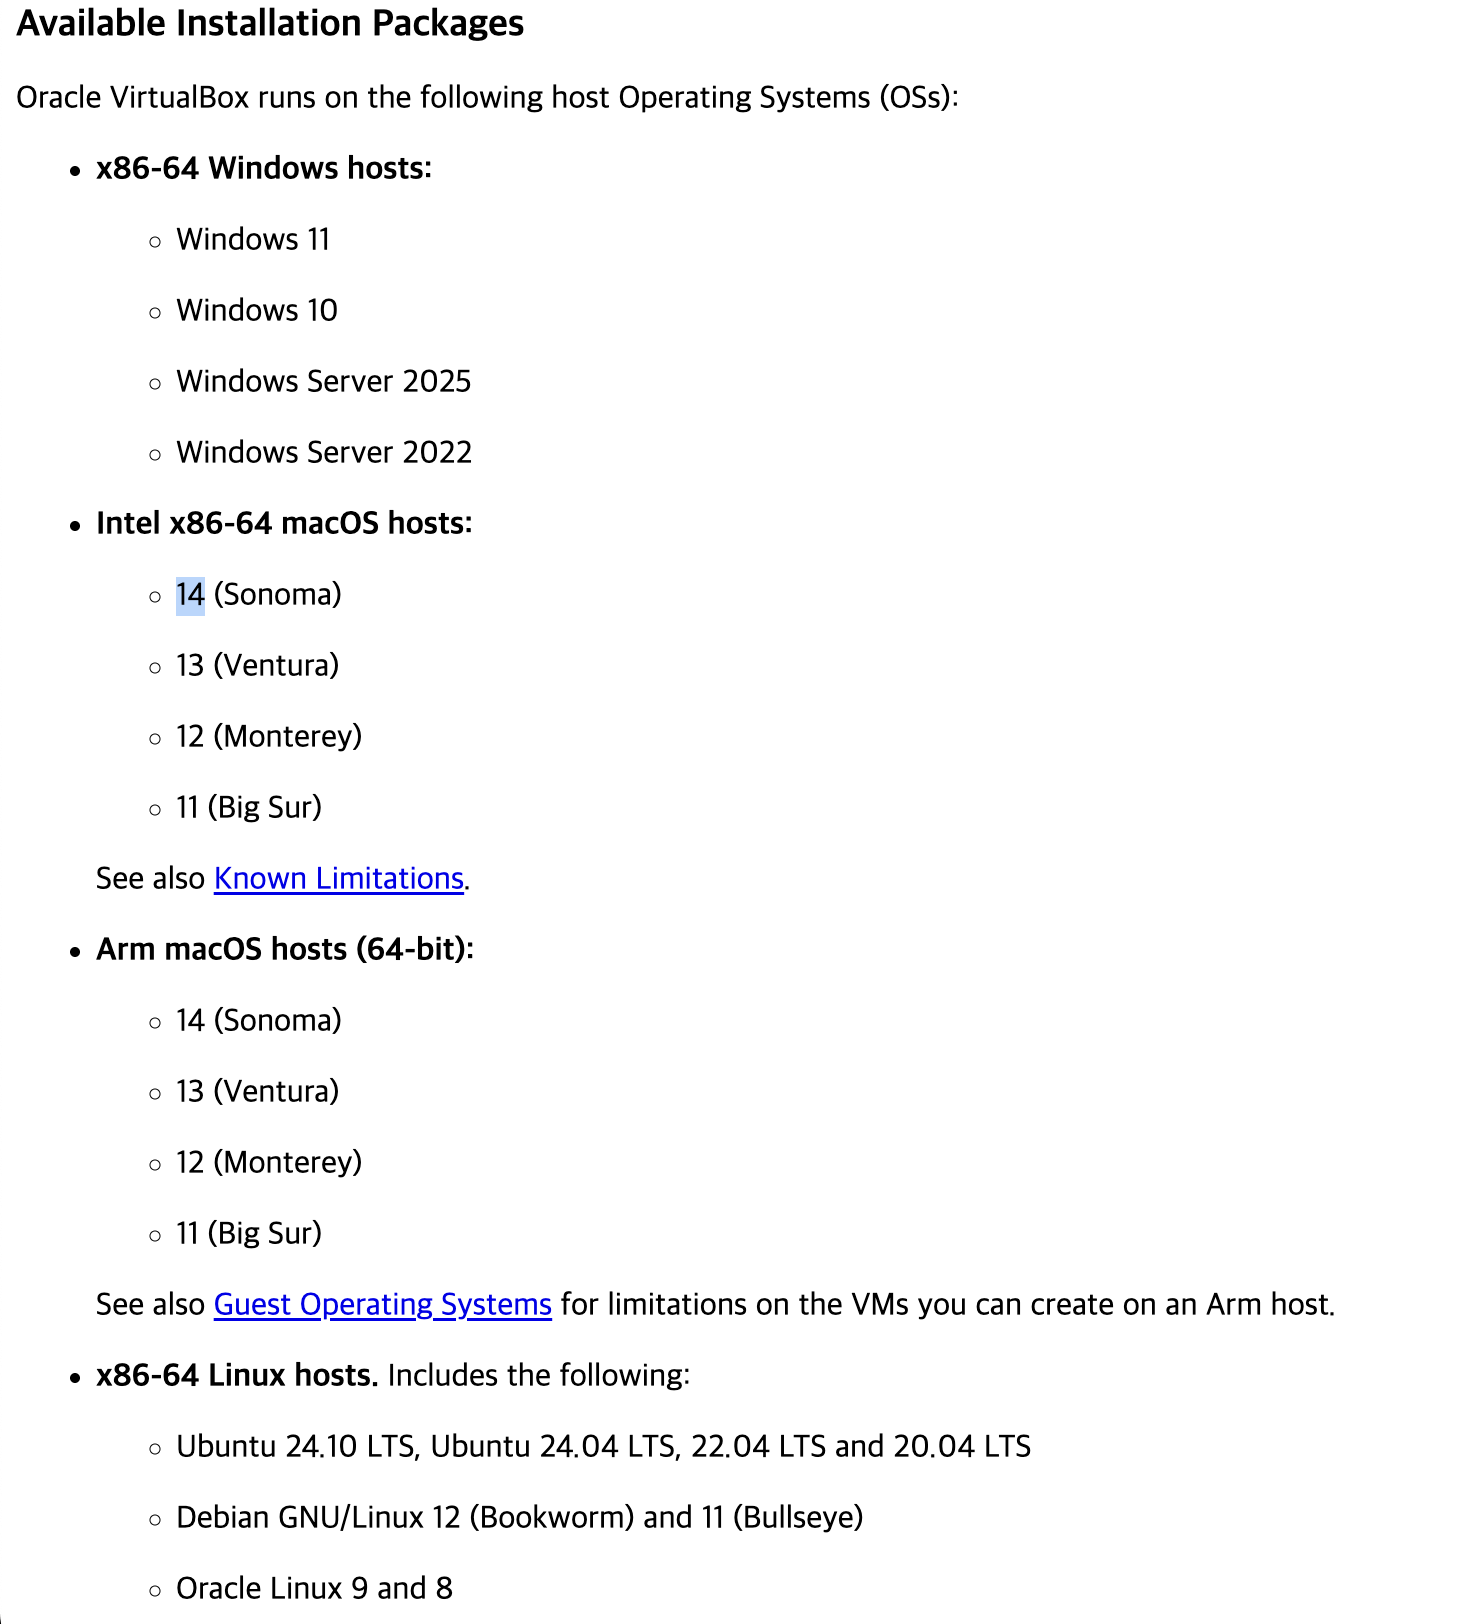 Available Installation Packages
Oracle VirtualBox runs on the following host Operating Systems (OSs):
x86-64 Windows hosts:
Windows 11
Windows 10
Windows Server 2025
Windows Server 2022
Intel x86-64 macOS hosts:
14 (Sonoma)
13 (Ventura)
12 (Monterey)
11 (Big Sur)
See also Known Limitations.
Arm macOS hosts (64-bit):
14 (Sonoma)
13 (Ventura)
12 (Monterey)
11 (Big Sur)
See also Guest Operating Systems for limitations on the VMs you can create on an Arm host.
x86-64 Linux hosts. Includes the following:
Ubuntu 24.10 LTS, Ubuntu 24.04 LTS, 22.04 LTS and 20.04 LTS
Debian GNU/Linux 12 (Bookworm) and 11 (Bullseye)
Oracle Linux 9 and 8